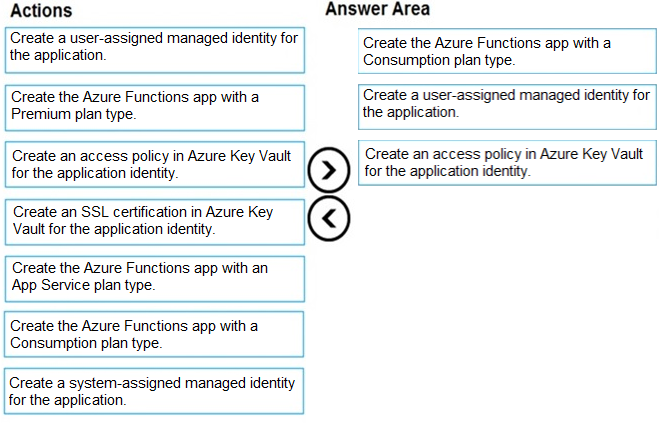 Actions
Create a user-assigned managed identity for
the application.
Create the Azure Functions app with a
Premium plan type.
Create an access policy in Azure Key Vault
for the application identity.
Create an SSL certification in Azure Key
Vault for the application identity.
Create the Azure Functions app with an
App Service plan type.
Create the Azure Functions app with a
Consumption plan type.
Create a system-assigned managed identity
for the application.
Answer Area
Create the Azure Functions app with a
Consumption plan type.
Create a user-assigned managed identity for
the application.
Create an access policy in Azure Key Vault
for the application identity.